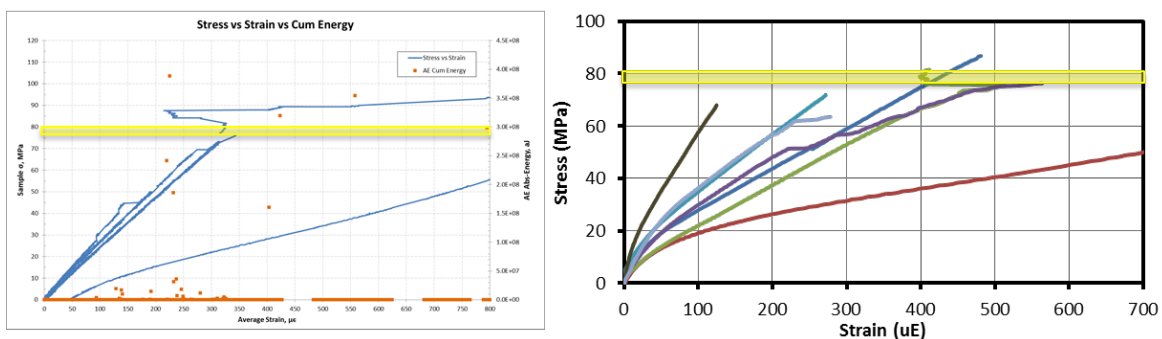 Stress vs Strain vs Cum Energy
120
110
100
90
80
70
60
50
40
30
20
10
0
Sample σ, MPa
0
50
100
150
200
250
300
350
400
450
500
550
600
650
700
750
800
Average Strain, µε
4.5E+08
4.0E+08
3.5E+08
3.0E+08
2.5E+08
2.0E+08
1.5E+08
1.0E+08
5.0E+07
0.0E+00
AE Abs-Energy, aJ
Stress vs Strain
AE Cum Energy
100
80
60
40
20
0
Stress (MPa)
0
100
200
300
400
500
600
700
Strain (uE)